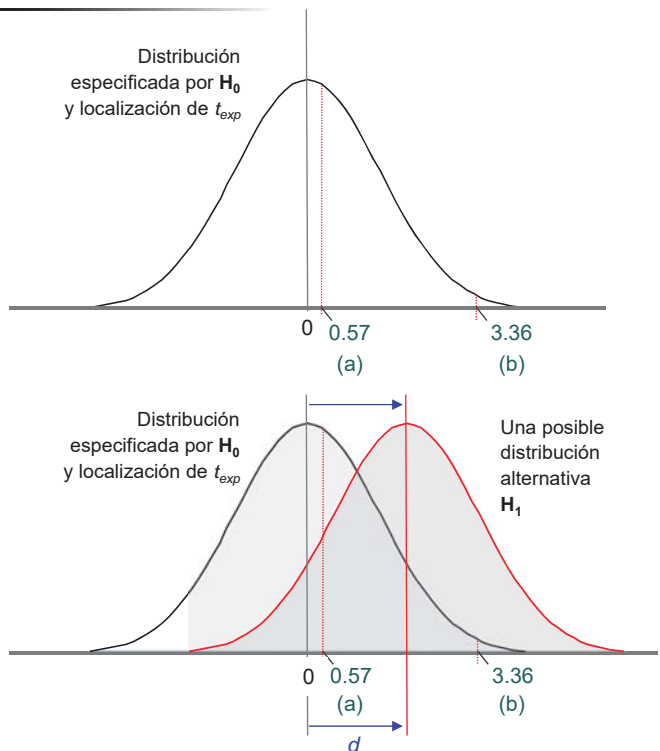 Distribución
especificada por H0
y localización de texp
0
0.57
3.36
(a)
(b)
Distribución
especificada por H0
y localización de texp
Una posible
distribución
alternativa
H1
0
0.57
3.36
(a)
(b)
d